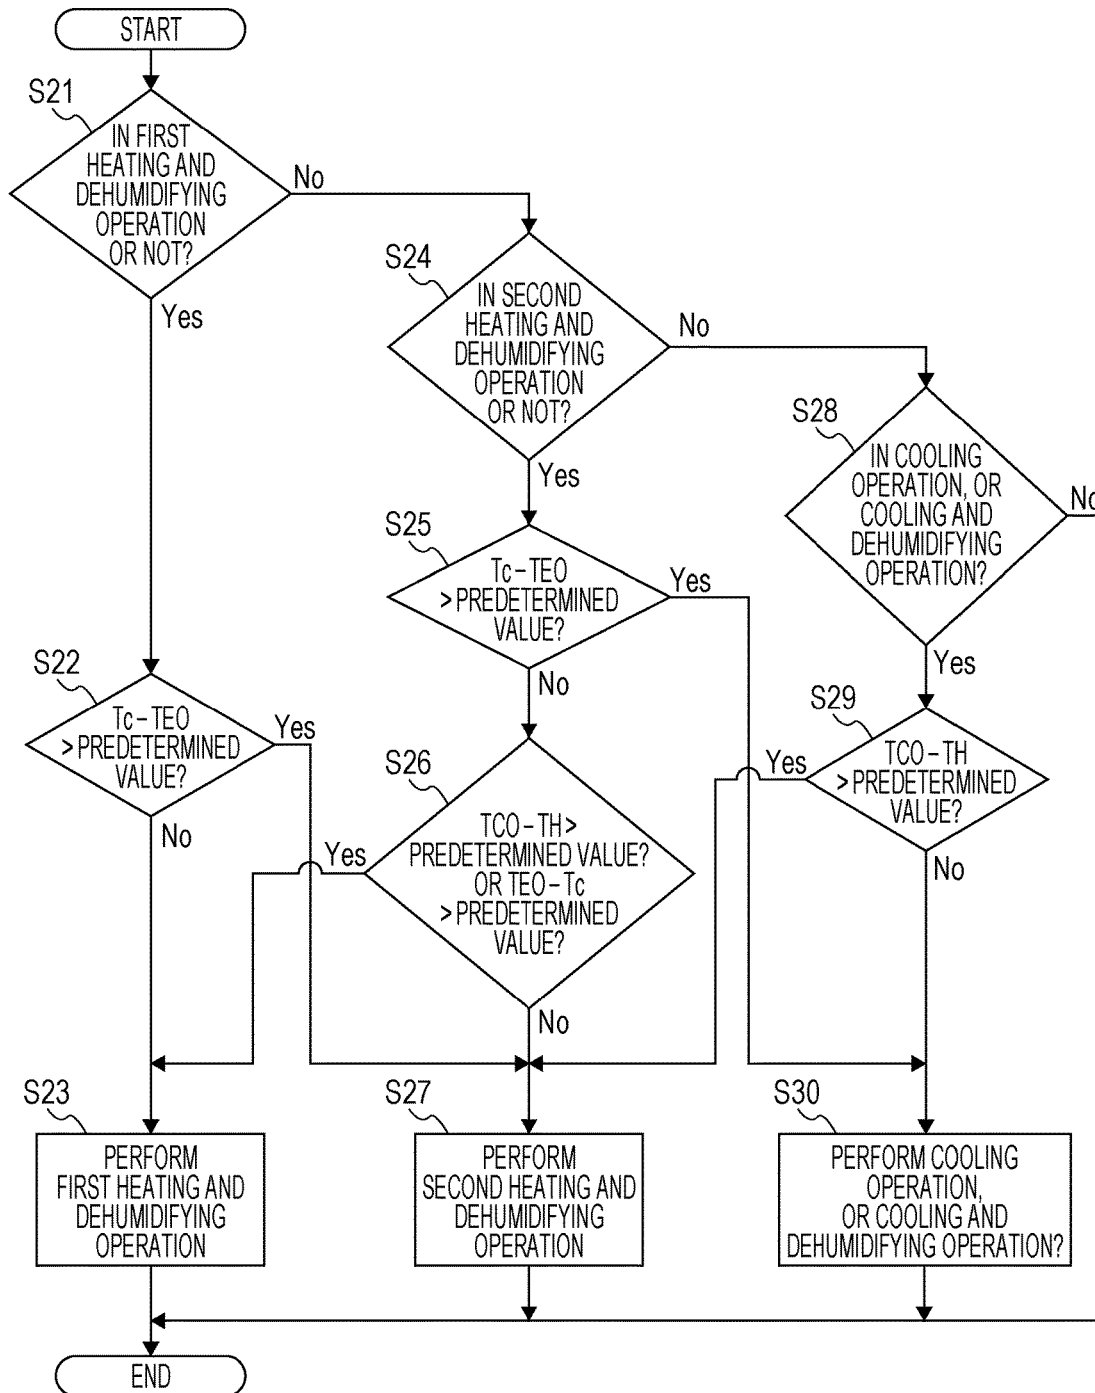 START
S21
IN FIRST
HEATING AND
DEHUMIDIFYING
OPERATION
OR NOT?
No
Yes
S24
IN SECOND
HEATING AND
DEHUMIDIFYING
OPERATION
OR NOT?
No
Yes
S28
IN COOLING
OPERATION, OR
COOLING AND
DEHUMIDIFYING
OPERATION?
No
Yes
S25
Tc–TEO
> PREDETERMINED
VALUE?
Yes
No
S22
Tc–TEO
> PREDETERMINED
VALUE?
Yes
No
S26
TCO–TH >
PREDETERMINED VALUE?
OR TEO–Tc
> PREDETERMINED
VALUE?
Yes
No
S29
TCO–TH
> PREDETERMINED
VALUE?
Yes
No
S23
PERFORM
FIRST HEATING AND
DEHUMIDIFYING
OPERATION
S27
PERFORM
SECOND HEATING AND
DEHUMIDIFYING
OPERATION
S30
PERFORM COOLING
OPERATION,
OR COOLING AND
DEHUMIDIFYING OPERATION?
END